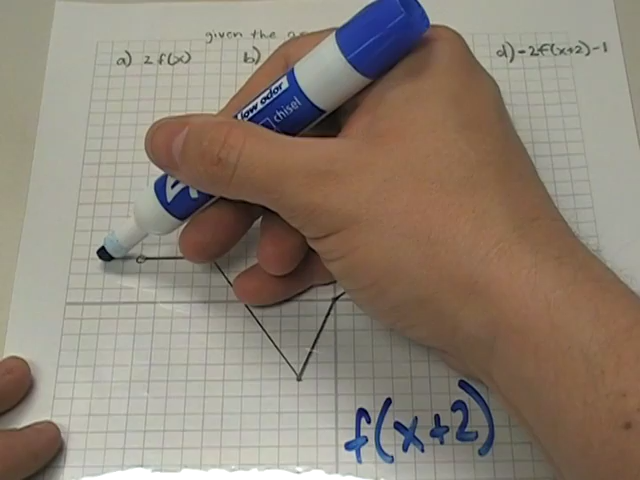 given the
a) 2f(x) b) d) -2f(x+2)-1
low odor
chisel
f(x+2)